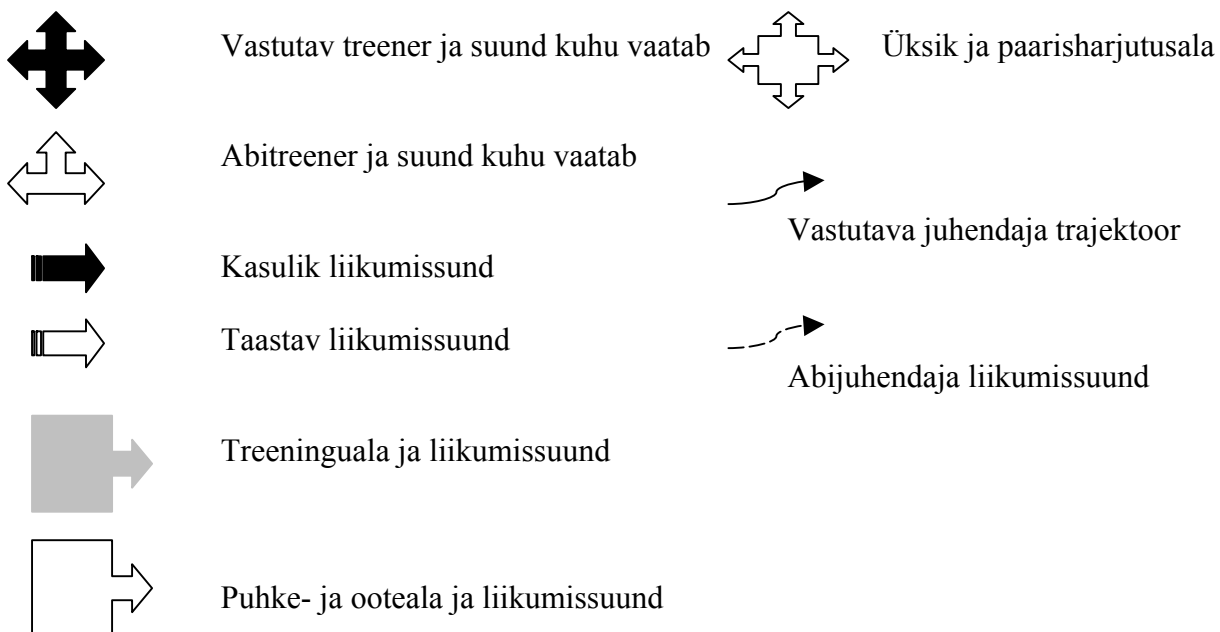 Vastutav treener ja suund kuhu vaatab
Üksik ja paarisharjutusala
Abitreener ja suund kuhu vaatab
Vastutava juhendaja trajektoor
Kasulik liikumissund
Taastav liikumissuund
Abijuhendaja liikumissuund
Treeninguala ja liikumissuund
Puhke- ja ooteala ja liikumissuund